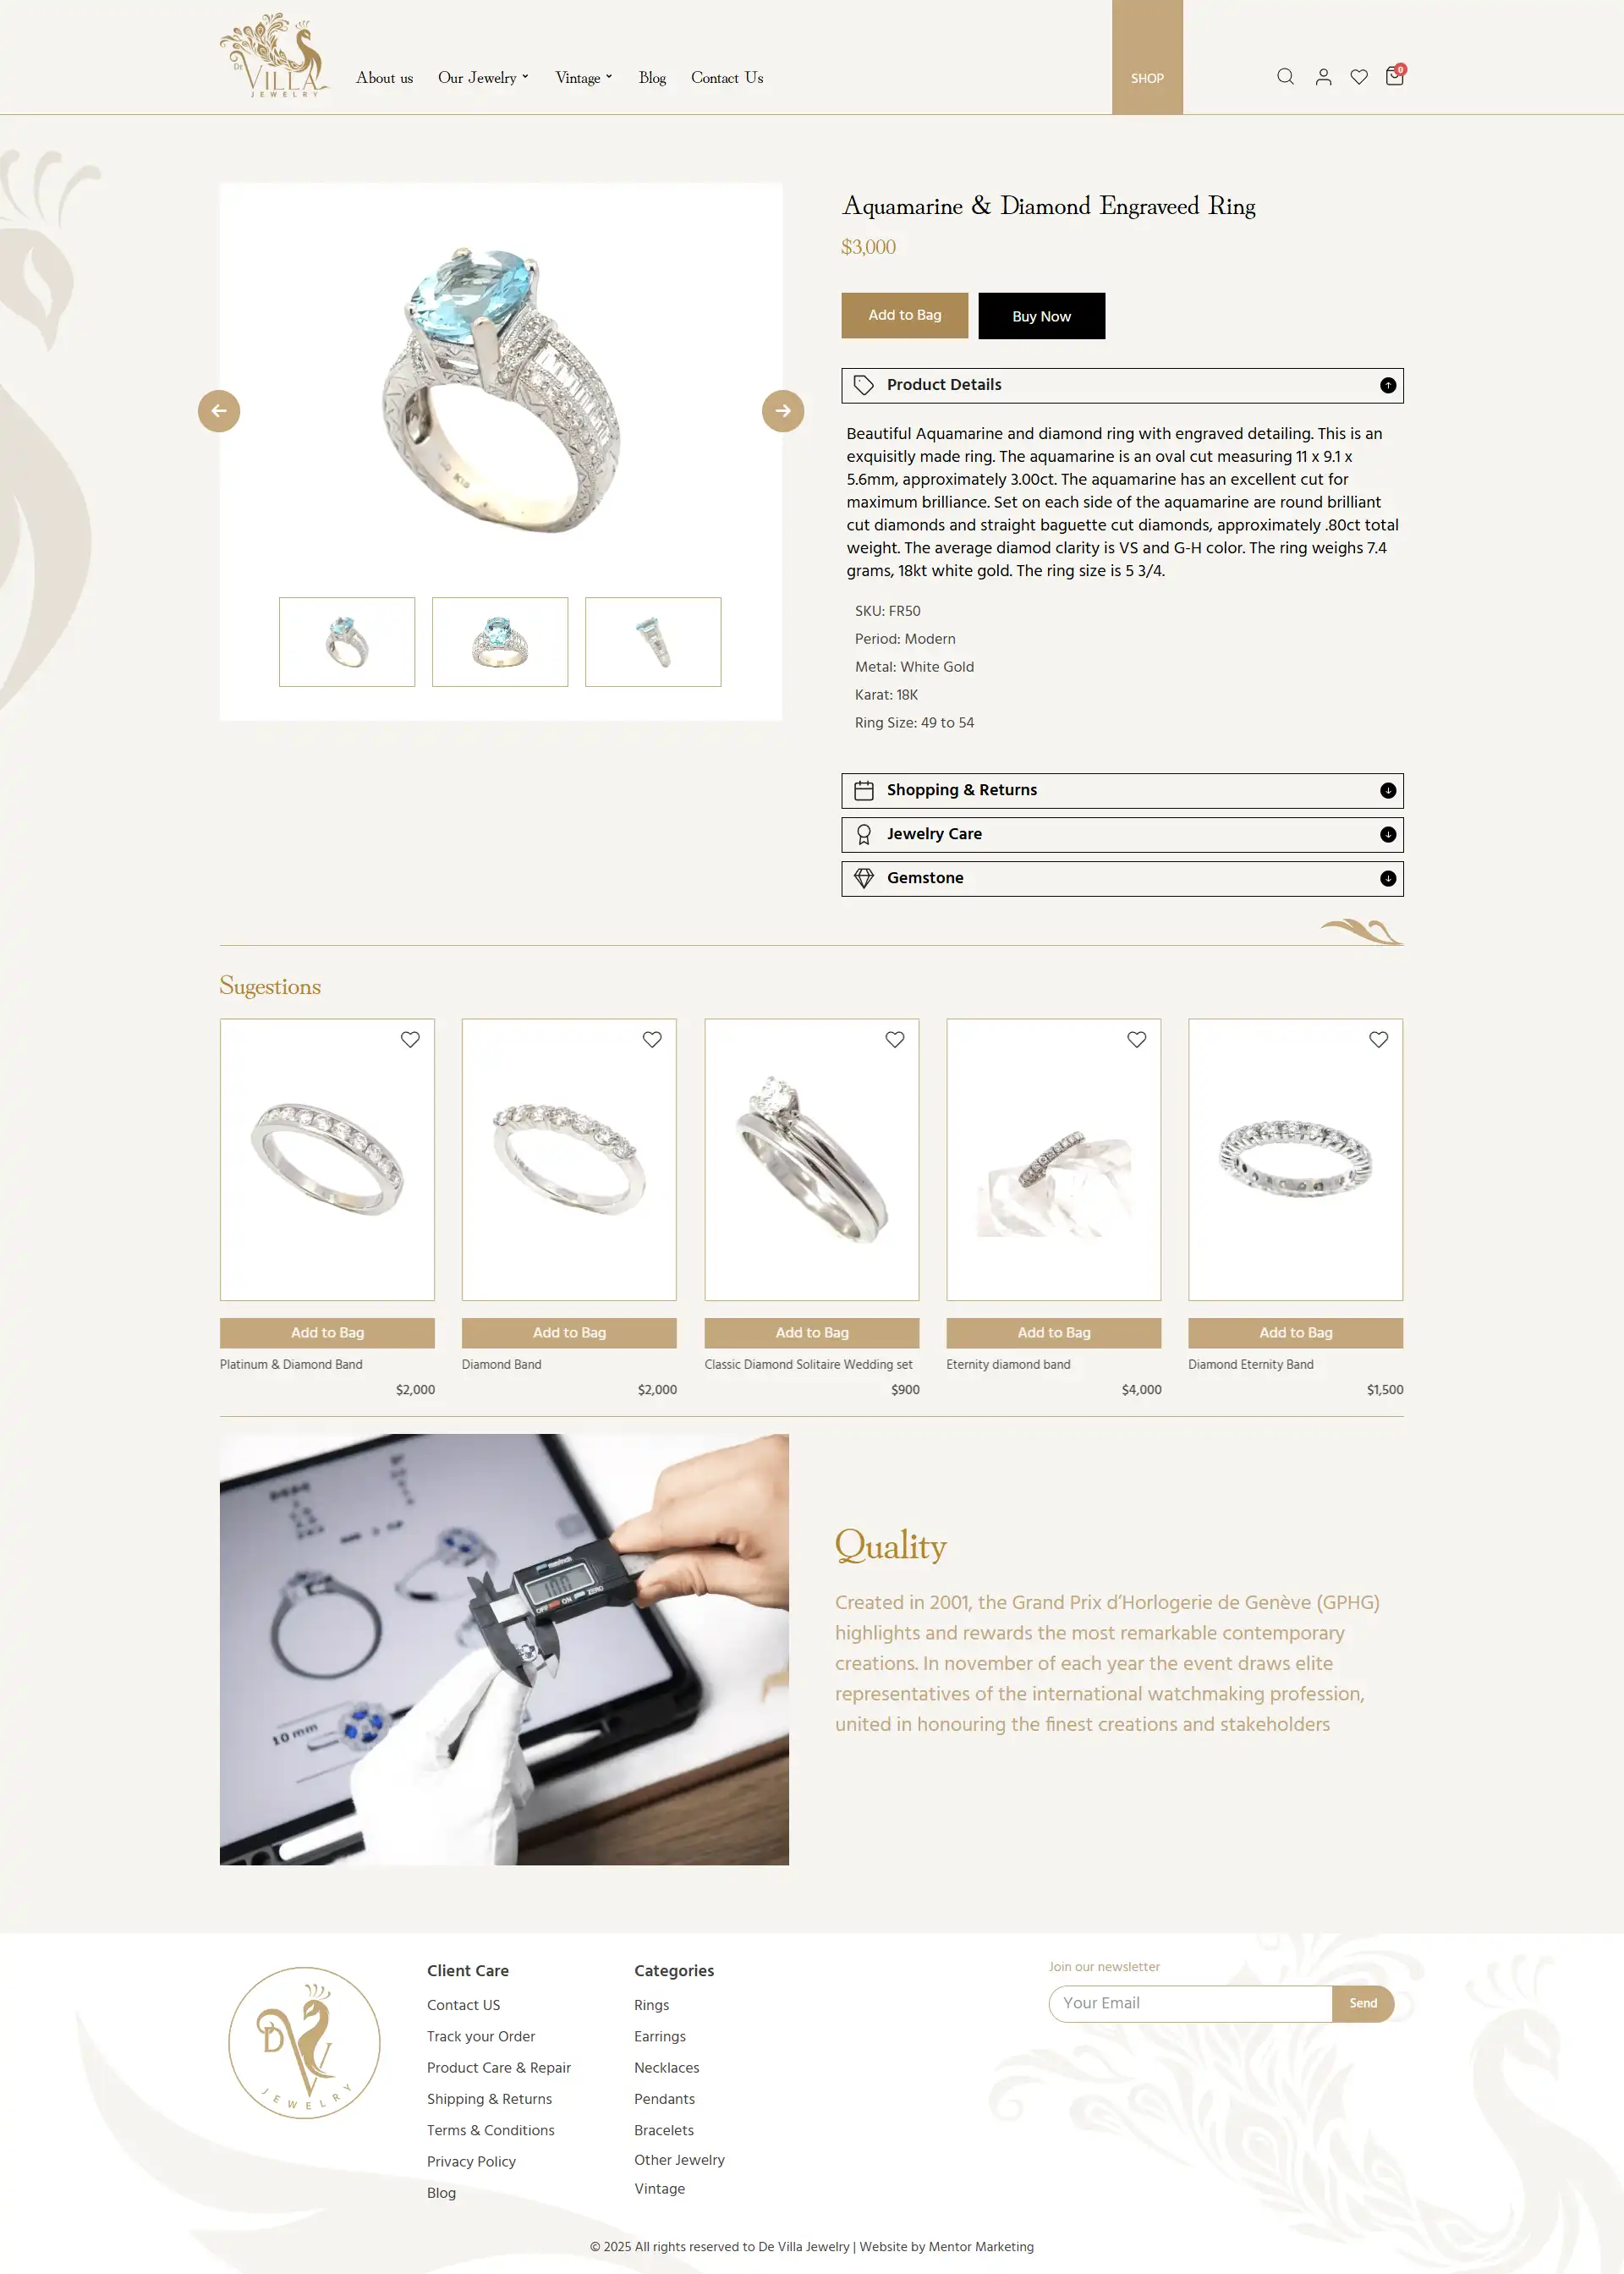 DE
VILLA
JEWELRY
About us
Our Jewelry
Vintage
Blog
Contact Us
SHOP
0
Aquamarine & Diamond Engraveed Ring
$3,000
Add to Bag
Buy Now
Product Details
Beautiful Aquamarine and diamond ring with engraved detailing. This is an
exquisitly made ring. The aquamarine is an oval cut measuring 11 x 9.1 x
5.6mm, approximately 3.00ct. The aquamarine has an excellent cut for
maximum brilliance. Set on each side of the aquamarine are round brilliant
cut diamonds and straight baguette cut diamonds, approximately .80ct total
weight. The average diamod clarity is VS and G-H color. The ring weighs 7.4
grams, 18kt white gold. The ring size is 5 3/4.
SKU: FR50
Period: Modern
Metal: White Gold
Karat: 18K
Ring Size: 49 to 54
Shopping & Returns
Jewelry Care
Gemstone
Sugestions
Add to Bag
Platinum & Diamond Band
$2,000
Add to Bag
Diamond Band
$2,000
Add to Bag
Classic Diamond Solitaire Wedding set
$900
Add to Bag
Eternity diamond band
$4,000
Add to Bag
Diamond Eternity Band
$1,500
OFF ON ZERO
10 mm
Quality
Created in 2001, the Grand Prix d'Horlogerie de Genève (GPHG)
highlights and rewards the most remarkable contemporary
creations. In november of each year the event draws elite
representatives of the international watchmaking profession,
united in honouring the finest creations and stakeholders
D V
JEWELRY
Client Care
Contact US
Track your Order
Product Care & Repair
Shipping & Returns
Terms & Conditions
Privacy Policy
Blog
Categories
Rings
Earrings
Necklaces
Pendants
Bracelets
Other Jewelry
Vintage
Join our newsletter
Your Email
Send
© 2025 All rights reserved to De Villa Jewelry | Website by Mentor Marketing